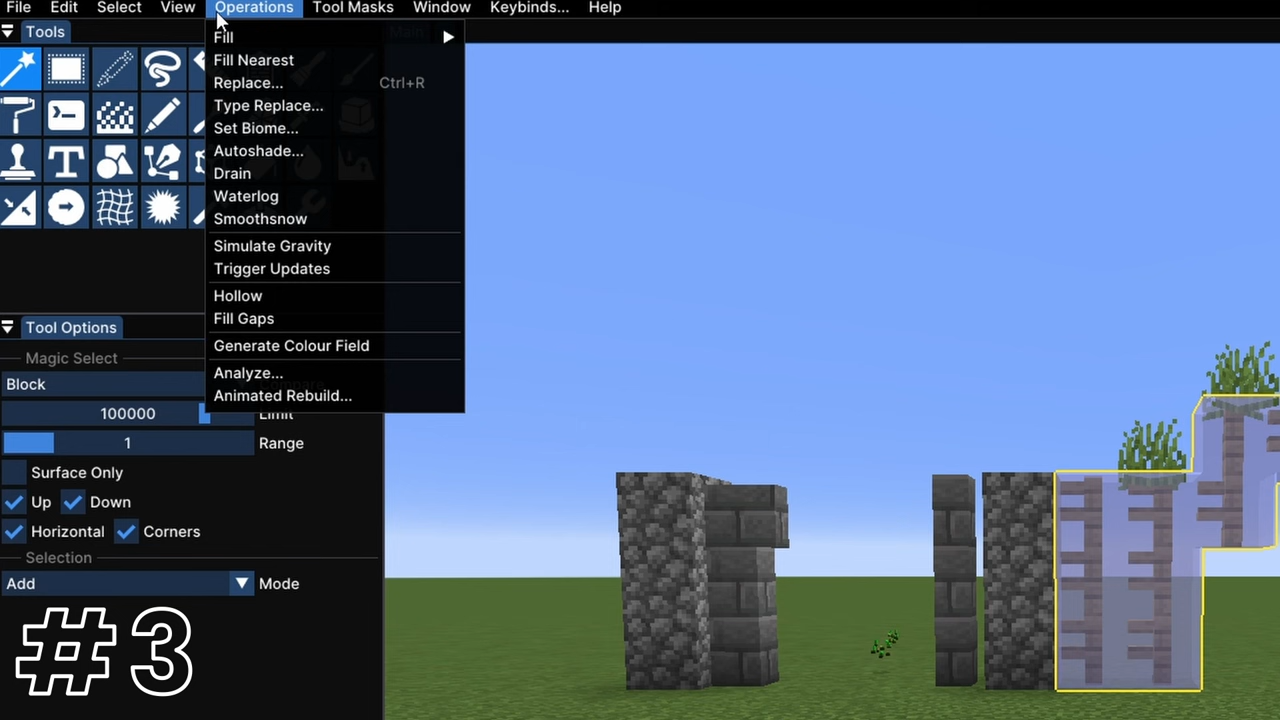 File Edit Select View Operations Tool Masks Window Keybinds... Help
Tools
Fill
Fill Nearest
Replace... Ctrl+R
Type Replace...
Set Biome...
Autoshade...
Drain
Waterlog
Smoothsnow
Simulate Gravity
Trigger Updates
Hollow
Fill Gaps
Generate Colour Field
Analyze...
Animated Rebuild...
Tool Options
Magic Select
Block
100000 Limit
1 Range
Surface Only
Up Down
Horizontal Corners
Selection
Add Mode
#3